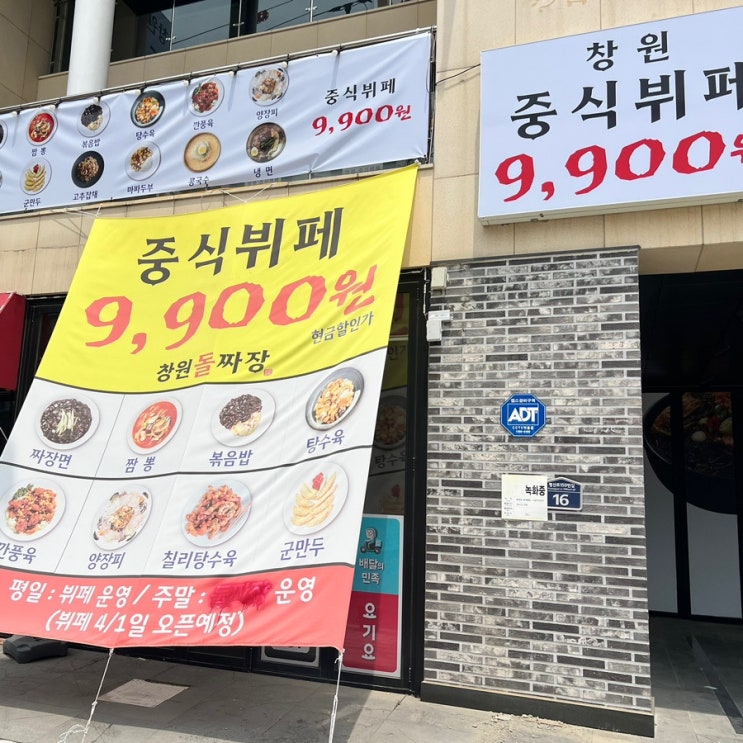 중식뷔페
9,900원
짬뽕
볶음밥
탕수육
깐풍육
양장피
군만두
고추잡채
마파두부
콩국수
냉면
창원
중식뷔페
9,900원
중식뷔페
9,900원
현금할인가
창원돌짜장
짜장면
짬뽕
볶음밥
탕수육
깐풍육
양장피
칠리탕수육
군만두
평일 : 뷔페 운영 / 주말 : 운영
(뷔페 4/1일 오픈예정)
배달의
민족
요기요
ADT
녹화중
16